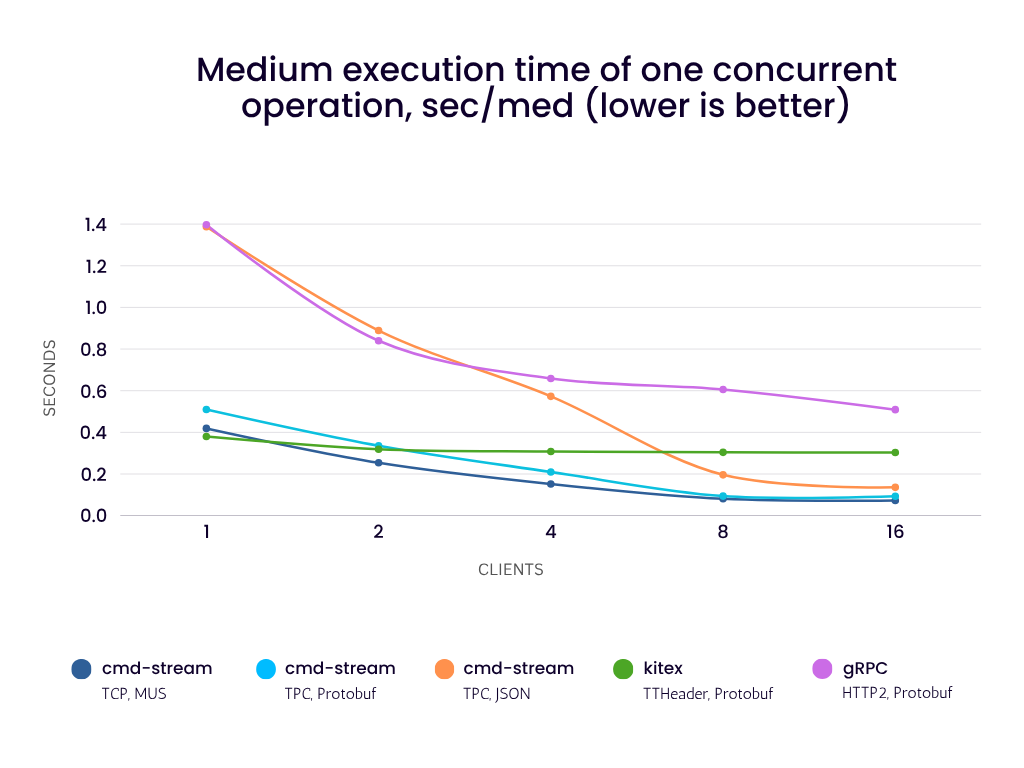 Medium execution time of one concurrent
operation, sec/med (lower is better)
1.4
1.2
1.0
0.8
0.6
0.4
0.2
0.0
SECONDS
1 2 4 8 16
CLIENTS
cmd-stream cmd-stream cmd-stream kitex gRPC
TCP, MUS TPC, Protobuf TPC, JSON TTHeader, Protobuf HTTP2, Protobuf